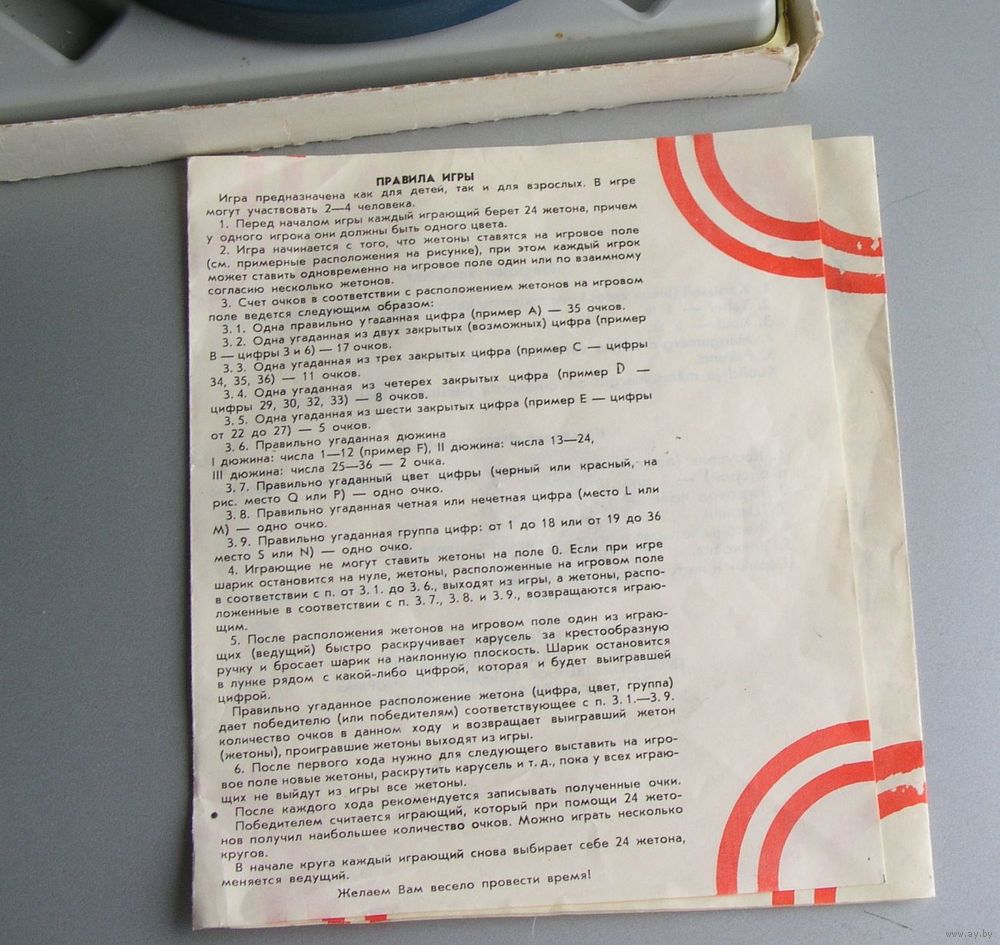 ПРАВИЛА ИГРЫ
Игра предназначена как для детей, так и для взрослых. В игре
могут участвовать 2—4 человека.
1. Перед началом игры каждый играющий берет 24 жетона, причем
у одного игрока они должны быть одного цвета.
2. Игра начинается с того, что жетоны ставятся на игровое поле
(см. примерные расположения на рисунке), при этом каждый игрок
может ставить одновременно на игровое поле один или по взаимному
согласию несколько жетонов.
3. Счет очков в соответствии с расположением жетонов на игровом
поле ведется следующим образом:
3.1. Одна правильно угаданная цифра (пример А) — 35 очков.
3.2. Одна угаданная из двух закрытых (возможных) цифра (пример
В — цифры 3 и 6) — 17 очков.
3.3. Одна угаданная из трех закрытых цифра (пример С — цифры
34, 35, 36) — 11 очков.
3.4. Одна угаданная из четерех закрытых цифра (пример D —
цифры 29, 30, 32, 33) — 8 очков.
3.5. Одна угаданная из шести закрытых цифра (пример Е — цифры
от 22 до 27) — 5 очков.
3.6. Правильно угаданная дюжина
I дюжина: числа 1—12 (пример F), II дюжина: числа 13—24,
III дюжина: числа 25—36 — 2 очка.
3.7. Правильно угаданный цвет цифры (черный или красный, на
рис. место Q или P) — одно очко.
3.8. Правильно угаданная четная или нечетная цифра (место L или
M) — одно очко.
3.9. Правильно угаданная группа цифр: от 1 до 18 или от 19 до 36
место S или N) — одно очко.
4. Играющие не могут ставить жетоны на поле 0. Если при игре
шарик остановится на нуле, жетоны, расположенные на игровом поле
в соответствии с п. от 3.1. до 3.6., выходят из игры, а жетоны, распо-
ложенные в соответствии с п. 3.7., 3.8. и 3.9., возвращаются играю-
щим.
5. После расположения жетонов на игровом поле один из играю-
щих (ведущий) быстро раскручивает карусель за крестообразную
ручку и бросает шарик на наклонную плоскость. Шарик остановится
в лунке рядом с какой-либо цифрой, которая и будет выигравшей
цифрой.
Правильно угаданное расположение жетона (цифра, цвет, группа)
дает победителю (или победителям) соответствующее с п. 3.1.—3.9.
количество очков в данном ходу и возвращает выигравший жетон
(жетоны), проигравшие жетоны выходят из игры.
6. После первого хода нужно для следующего выставить на игро-
вое поле новые жетоны, раскрутить карусель и т. д., пока у всех играю-
щих не выйдут из игры все жетоны.
После каждого хода рекомендуется записывать полученные очки.
Победителем считается играющий, который при помощи 24 жето-
нов получил наибольшее количество очков. Можно играть несколько
кругов.
В начале круга каждый играющий снова выбирает себе 24 жетона,
меняется ведущий.
Желаем Вам весело провести время!
www.ay.by